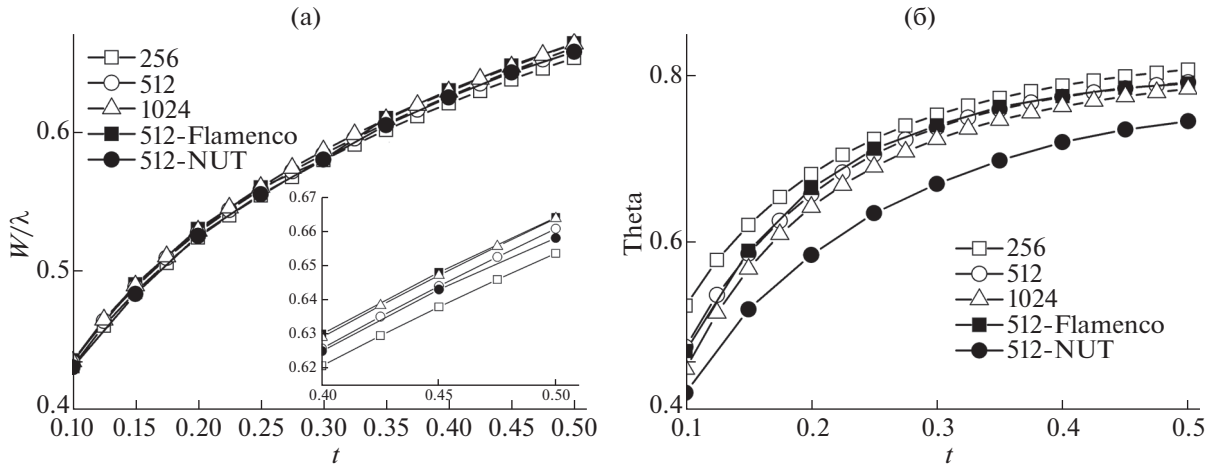 (а)
256
512
1024
512-Flamenco
512-NUT
W/λ
0.6
0.5
0.4
0.10 0.15 0.20 0.25 0.30 0.35 0.40 0.45 0.50
t
0.67
0.66
0.65
0.64
0.63
0.62
0.40 0.45 0.50
(б)
Theta
0.8
0.6
0.4
256
512
1024
512-Flamenco
512-NUT
0.1 0.2 0.3 0.4 0.5
t